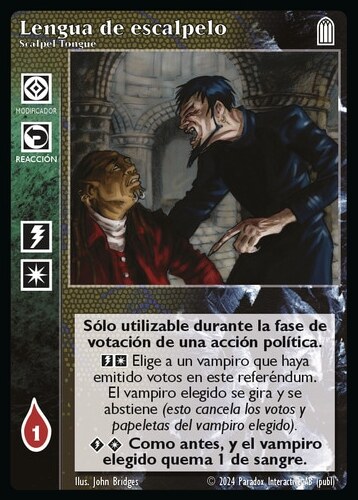 Lengua de escalpelo
Scalpel Tongue
MODIFICADOR
REACCIÓN
Sólo utilizable durante la fase de
votación de una acción política.
Elige a un vampiro que haya
emitido votos en este referéndum.
El vampiro elegido se gira y se
abstiene (esto cancela los votos y
papeletas del vampiro elegido).
Como antes, y el vampiro
elegido quema 1 de sangre.
1
Ilus. John Bridges
© 2024 Paradox Interactive AB (publ)